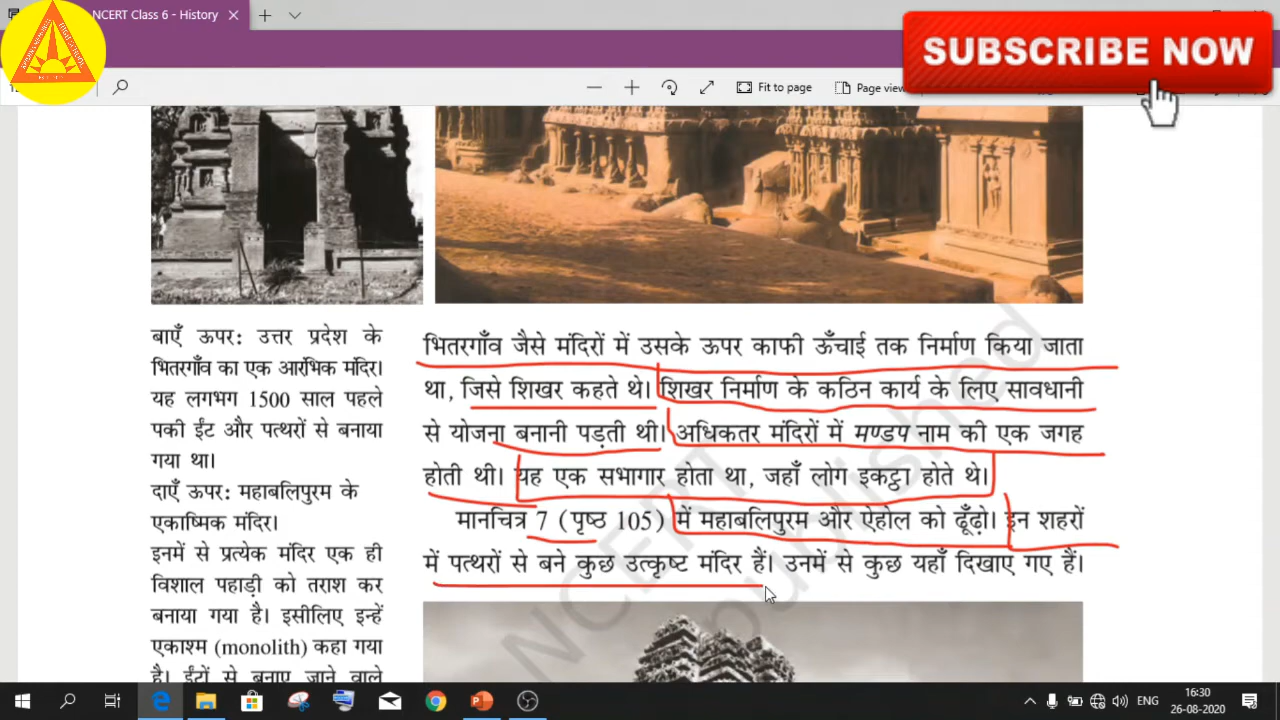 NCERT Class 6 - History
SUBSCRIBE NOW
Fit to page
Page view
बाएँ ऊपर: उत्तर प्रदेश के
भितरगाँव का एक आरंभिक मंदिर।
यह लगभग 1500 साल पहले
पकी ईंट और पत्थरों से बनाया
गया था।
दाएँ ऊपर: महाबलिपुरम के
एकाष्मिक मंदिर।
इनमें से प्रत्येक मंदिर एक ही
विशाल पहाड़ी को तराश कर
बनाया गया है। इसीलिए इन्हें
एकाश्म (monolith) कहा गया
है। ईंटों से बनाए जाने वाले
भितरगाँव जैसे मंदिरों में उसके ऊपर काफी ऊँचाई तक निर्माण किया जाता
था, जिसे शिखर कहते थे। शिखर निर्माण के कठिन कार्य के लिए सावधानी
से योजना बनानी पड़ती थी। अधिकतर मंदिरों में मण्डप नाम की एक जगह
होती थी। यह एक सभागार होता था, जहाँ लोग इकट्ठा होते थे।
मानचित्र 7 (पृष्ठ 105) में महाबलिपुरम और ऐहोल को ढूँढ़ो। इन शहरों
में पत्थरों से बने कुछ उत्कृष्ट मंदिर हैं। उनमें से कुछ यहाँ दिखाए गए हैं।
NCERT
published
ENG
16:30
26-08-2020